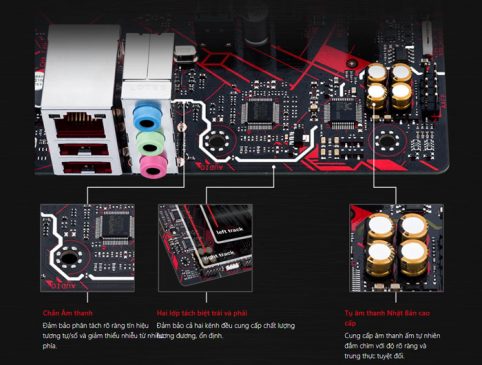 AUDIO
left track
right track
AUDIO
Chắn Âm thanh
Đảm bảo phân tách rõ ràng tín hiệu
tượng tự/số và giảm thiểu nhiễu từ nhiều
phía.
Hai lớp tách biệt trái và phải
Đảm bảo cả hai kênh đều cung cấp chất lượng
tương đương, ổn định.
Tụ âm thanh Nhật Bản cao
cấp
Cung cấp âm thanh ấm tự nhiên
đắm chìm với độ rõ ràng và
trung thực tuyệt đối.